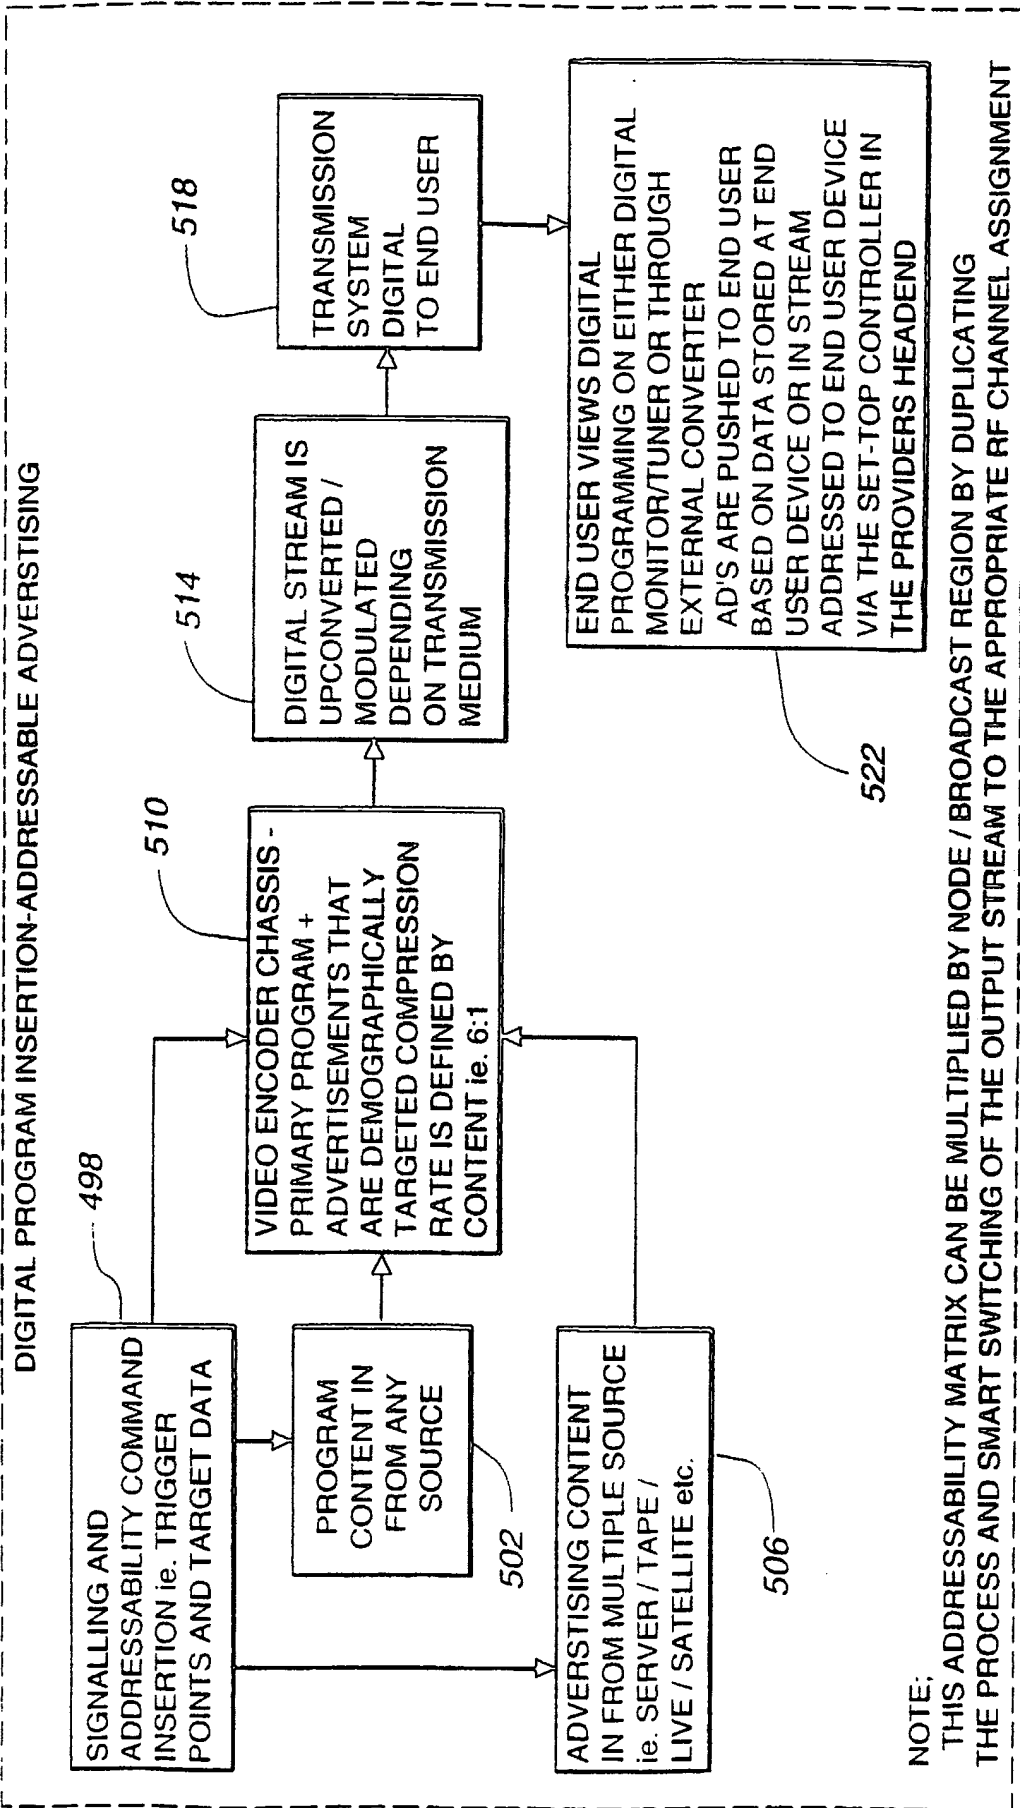 DIGITAL PROGRAM INSERTION-ADDRESSABLE ADVERSTISING
SIGNALLING AND
ADDRESSABILITY COMMAND
INSERTION ie. TRIGGER
POINTS AND TARGET DATA
498
PROGRAM
CONTENT IN
FROM ANY
SOURCE
502
ADVERSTISING CONTENT
IN FROM MULTIPLE SOURCE
ie. SERVER / TAPE /
LIVE / SATELLITE etc.
506
VIDEO ENCODER CHASSIS -
PRIMARY PROGRAM +
ADVERTISEMENTS THAT
ARE DEMOGRAPHICALLY
TARGETED COMPRESSION
RATE IS DEFINED BY
CONTENT ie. 6:1
510
DIGITAL STREAM IS
UPCONVERTED /
MODULATED
DEPENDING
ON TRANSMISSION
MEDIUM
514
TRANSMISSION
SYSTEM
DIGITAL
TO END USER
518
END USER VIEWS DIGITAL
PROGRAMMING ON EITHER DIGITAL
MONITOR/TUNER OR THROUGH
EXTERNAL CONVERTER
AD'S ARE PUSHED TO END USER
BASED ON DATA STORED AT END
USER DEVICE OR IN STREAM
ADDRESSED TO END USER DEVICE
VIA THE SET-TOP CONTROLLER IN
THE PROVIDERS HEADEND
522
NOTE;
THIS ADDRESSABILITY MATRIX CAN BE MULTIPLIED BY NODE / BROADCAST REGION BY DUPLICATING
THE PROCESS AND SMART SWITCHING OF THE OUTPUT STREAM TO THE APPROPRIATE RF CHANNEL ASSIGNMENT